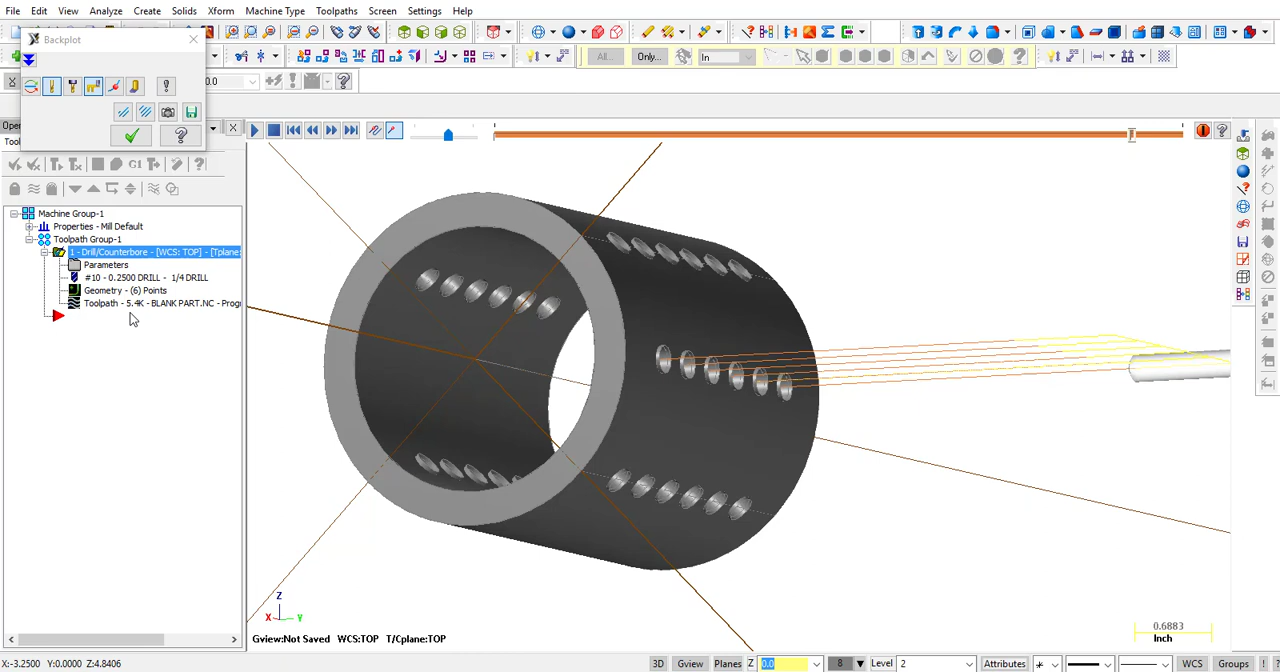 File Edit View Analyze Create Solids Xform Machine Type Toolpaths Screen Settings Help
Backplot
All... Only... In
0.0
G1
Machine Group-1
Properties - Mill Default
Toolpath Group-1
1 - Drill/Counterbore - [WCS: TOP] - [Tplane:
Parameters
#10 - 0.2500 DRILL - 1/4 DRILL
Geometry - (6) Points
Toolpath - 5.4K - BLANK PART.NC - Progr
Z
X Y
Gview:Not Saved WCS:TOP T/Cplane:TOP
0.6883
Inch
X:-3.2500 Y:0.0000 Z:4.8406
3D Gview Planes Z 0.0 8 Level 2 Attributes WCS Groups